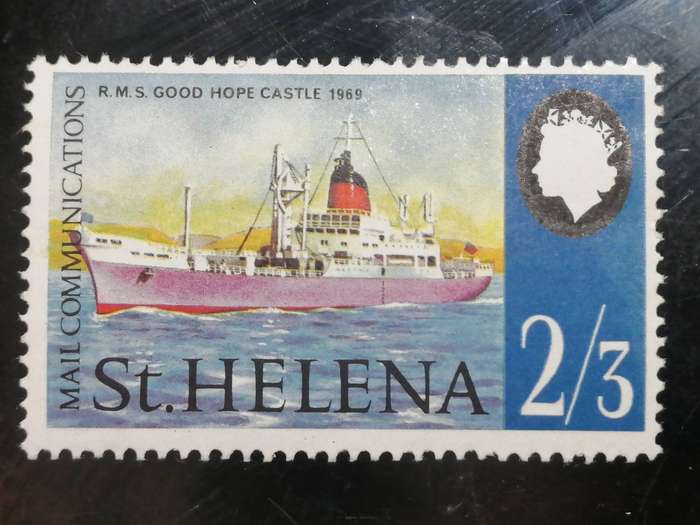 R.M.S. GOOD HOPE CASTLE 1969
MAIL COMMUNICATIONS
St. HELENA
2/3